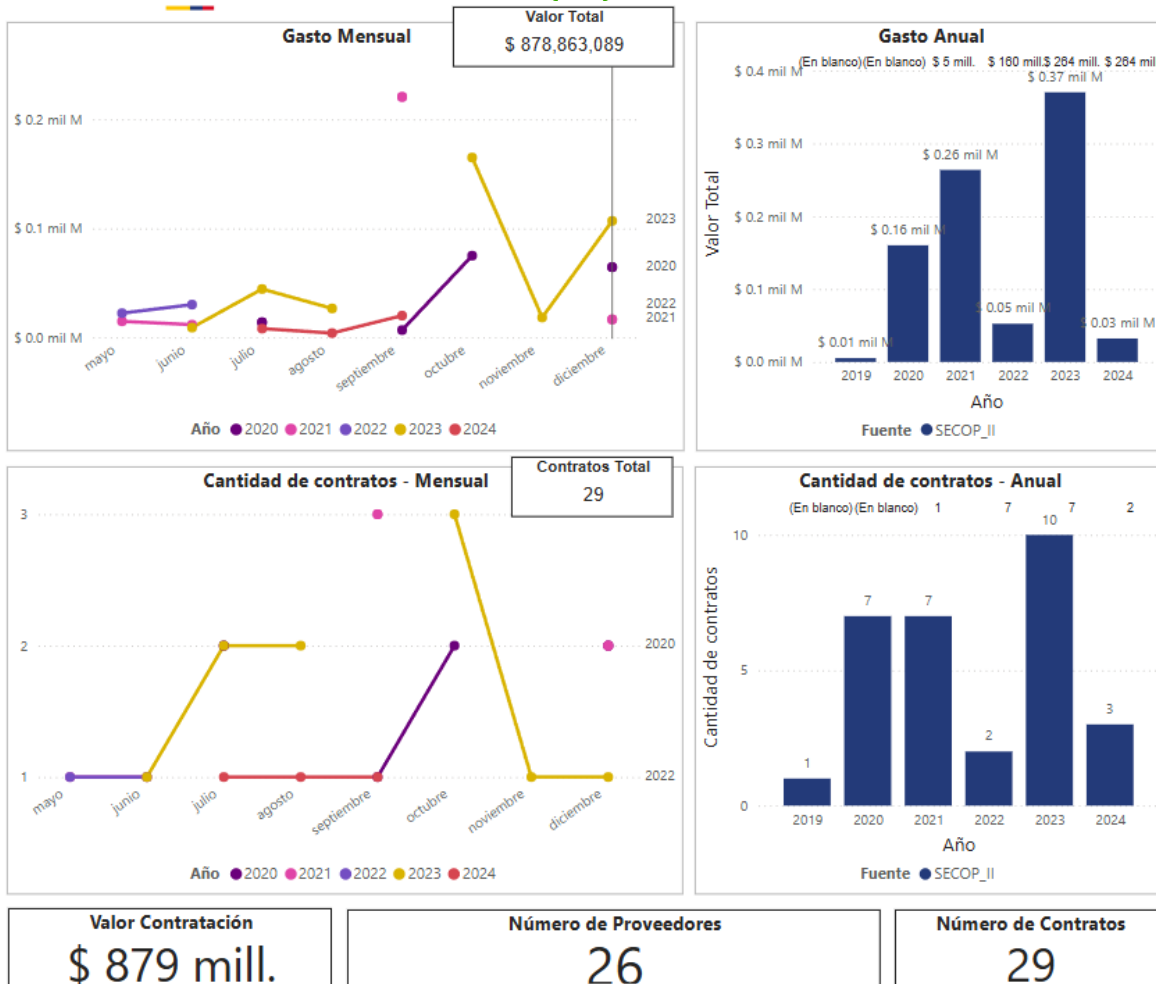 Gasto Mensual
Valor Total
$ 878,863,089
$ 0.2 mil M
$ 0.1 mil M
$ 0.0 mil M
2023
2020
2022
2021
mayo junio julio agosto septiembre octubre noviembre diciembre
Año 2020 2021 2022 2023 2024
Gasto Anual
(En blanco) (En blanco) $ 5 mill. $ 160 mill. $ 264 mill. $ 264 mill
$ 0.4 mil M
$ 0.3 mil M
$ 0.2 mil M
$ 0.1 mil M
$ 0.0 mil M
Valor Total
$ 0.01 mil M
$ 0.16 mil M
$ 0.26 mil M
$ 0.05 mil M
$ 0.37 mil M
$ 0.03 mil M
2019 2020 2021 2022 2023 2024
Año
Fuente SECOP_II
Cantidad de contratos - Mensual
Contratos Total
29
3
2
1
2020
2022
mayo junio julio agosto septiembre octubre noviembre diciembre
Año 2020 2021 2022 2023 2024
Cantidad de contratos - Anual
(En blanco) (En blanco) 1 7 7 2
10
5
0
Cantidad de contratos
1
7
7
2
10
3
2019 2020 2021 2022 2023 2024
Año
Fuente SECOP_II
Valor Contratación
$ 879 mill.
Número de Proveedores
26
Número de Contratos
29